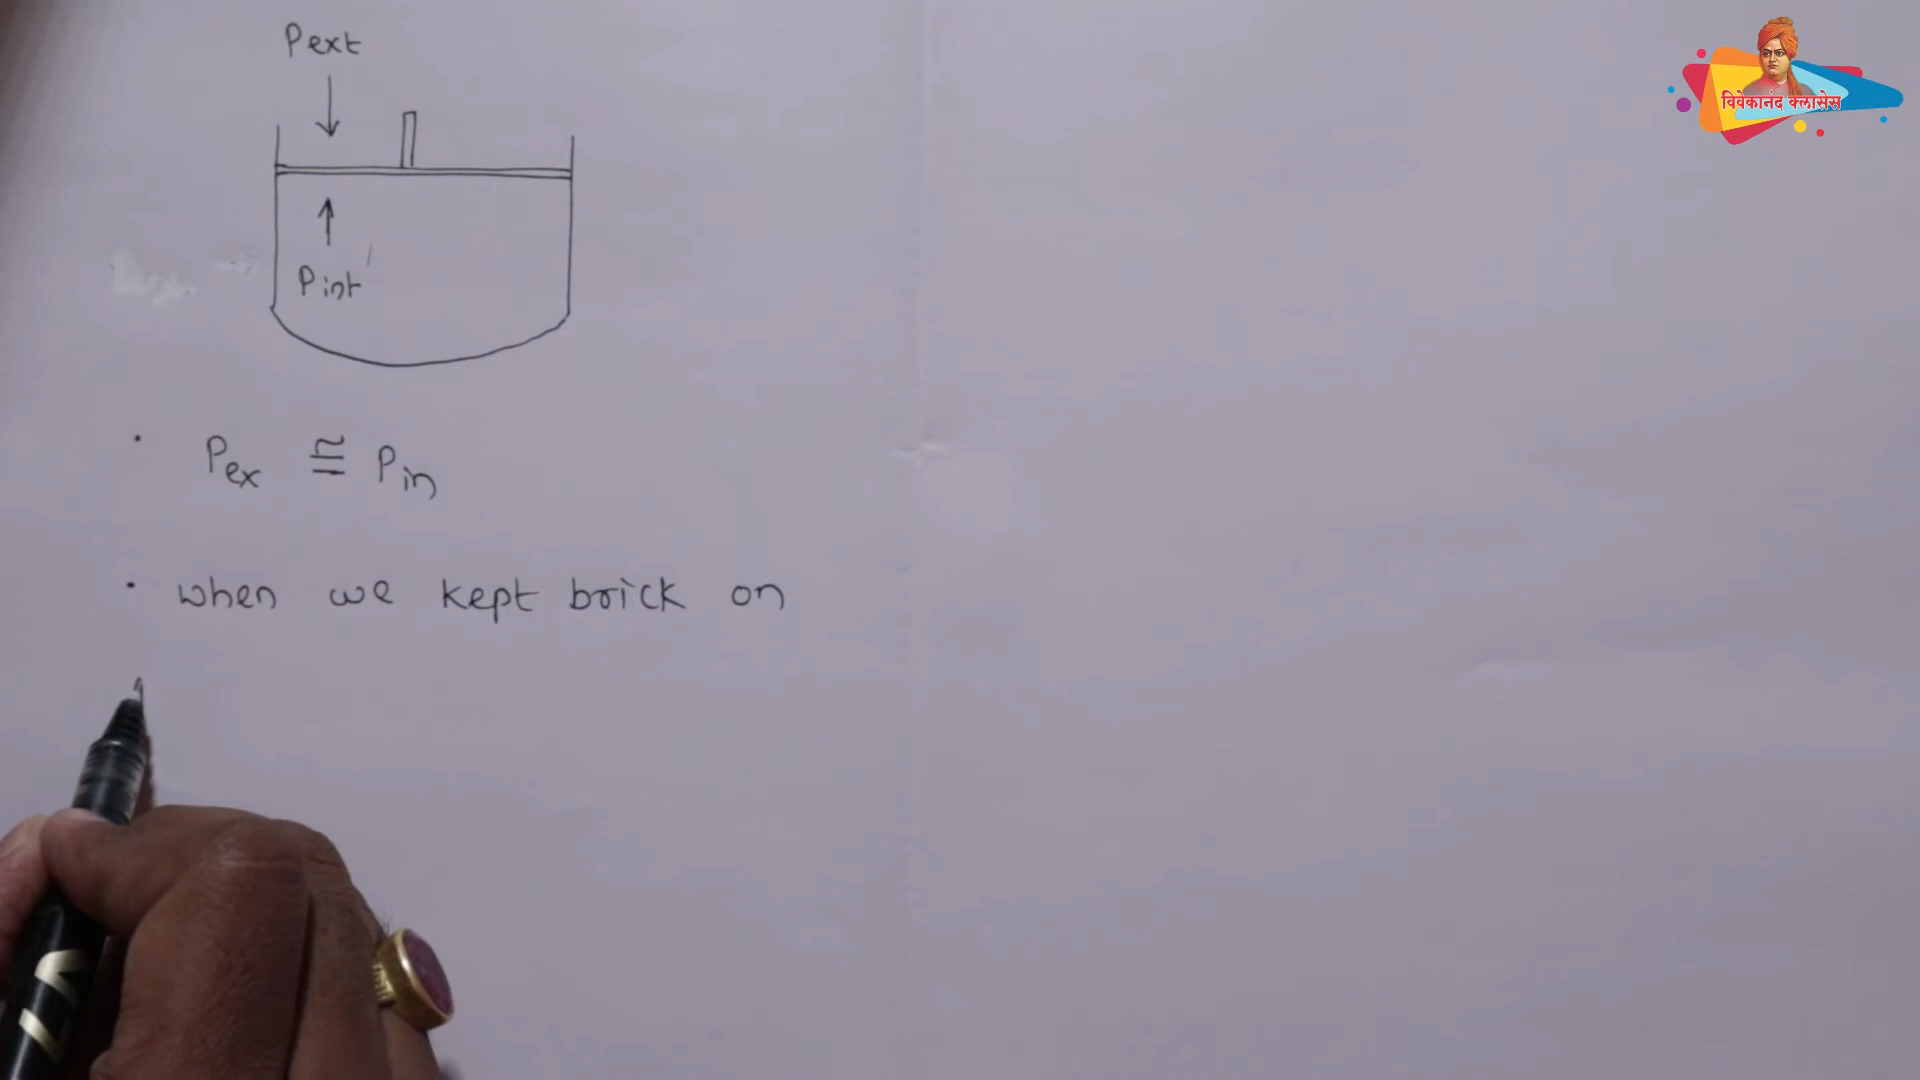 Pext
विवेकानंद क्लासेस
Pint
· Pex ≅ Pin
· when we kept brick on